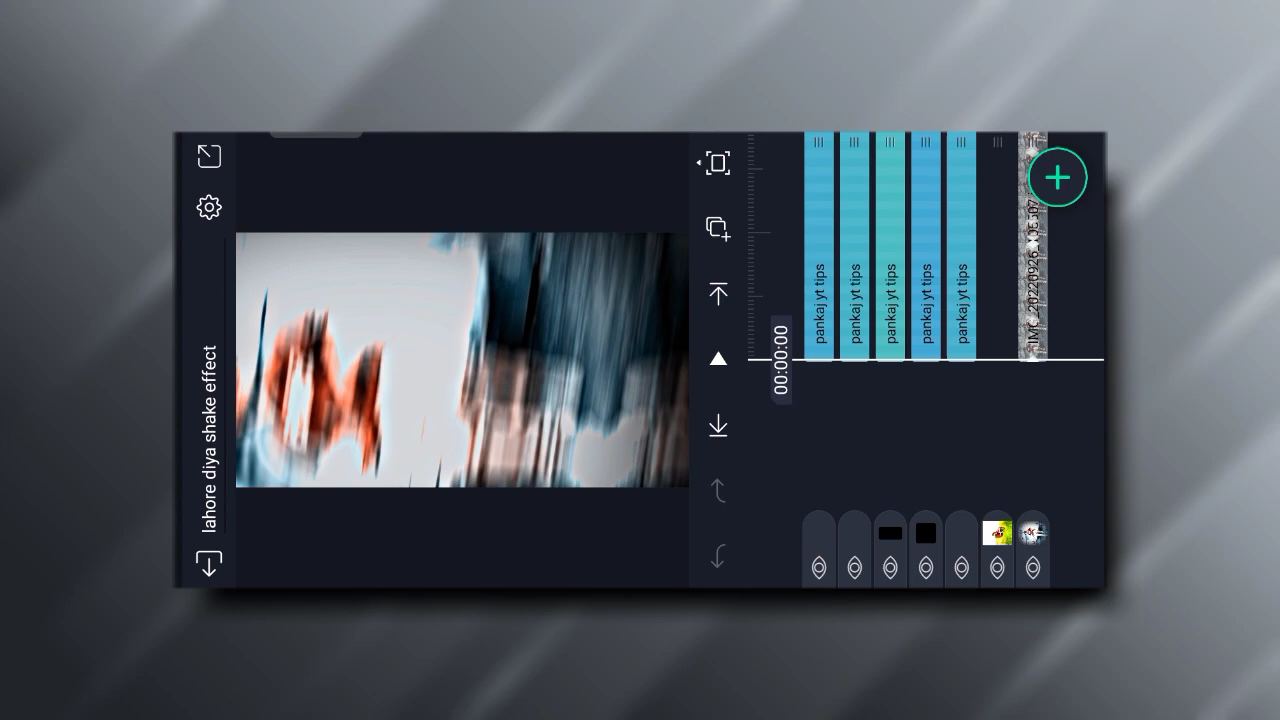 lahore diya shake effect
00:00:00
pankaj yt tips
pankaj yt tips
pankaj yt tips
pankaj yt tips
pankaj yt tips
IMG_20220926_